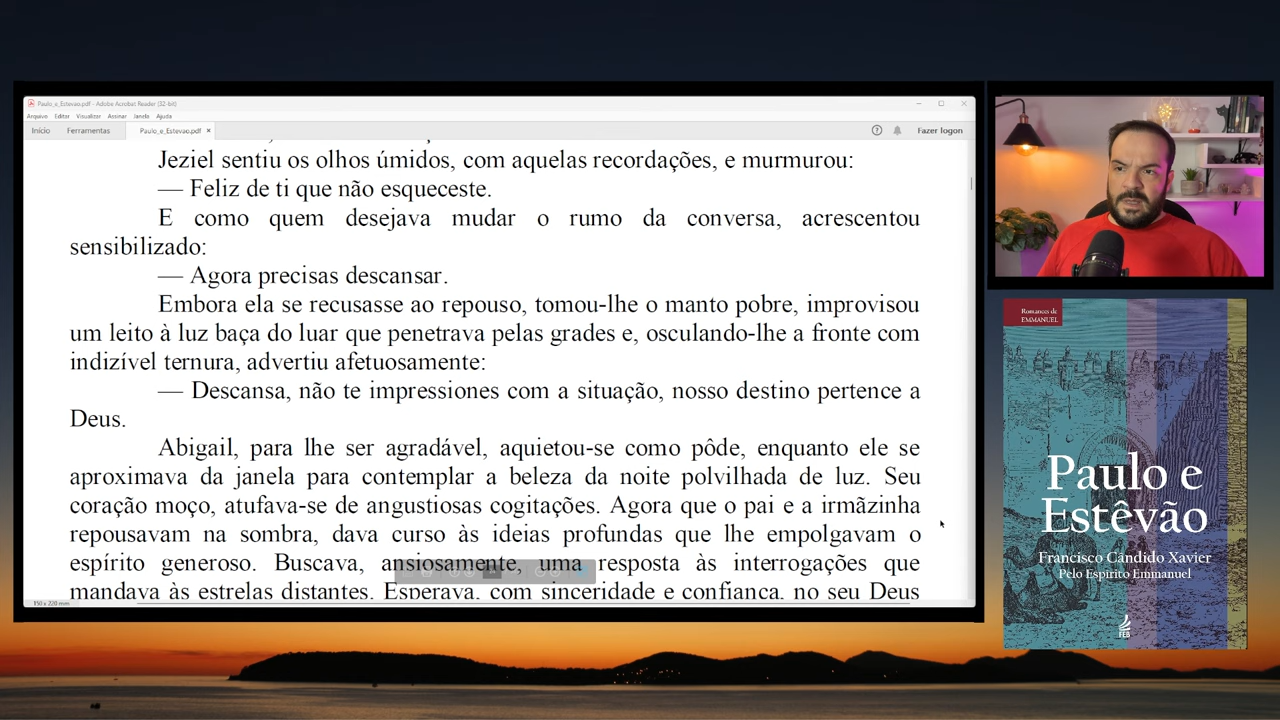 Paulo_e_Estevao.pdf - Adobe Acrobat Reader (32-bit)
Arquivo Editar Visualizar Assinar Janela Ajuda
Início Ferramentas Paulo_e_Estevao.pdf × Fazer logon
Jeziel sentiu os olhos úmidos, com aquelas recordações, e murmurou:
— Feliz de ti que não esqueceste.
E como quem desejava mudar o rumo da conversa, acrescentou
sensibilizado:
— Agora precisas descansar.
Embora ela se recusasse ao repouso, tomou-lhe o manto pobre, improvisou
um leito à luz baça do luar que penetrava pelas grades e, osculando-lhe a fronte com
indizível ternura, advertiu afetuosamente:
— Descansa, não te impressiones com a situação, nosso destino pertence a
Deus.
Abigail, para lhe ser agradável, aquietou-se como pôde, enquanto ele se
aproximava da janela para contemplar a beleza da noite polvilhada de luz. Seu
coração moço, atufava-se de angustiosas cogitações. Agora que o pai e a irmãzinha
repousavam na sombra, dava curso às ideias profundas que lhe empolgavam o
espírito generoso. Buscava, ansiosamente, uma resposta às interrogações que
mandava às estrelas distantes. Esperava, com sinceridade e confiança, no seu Deus
150 x 220 mm
Romances de
EMMANUEL
Paulo e
Estêvão
Francisco Cândido Xavier
Pelo Espírito Emmanuel
FEB